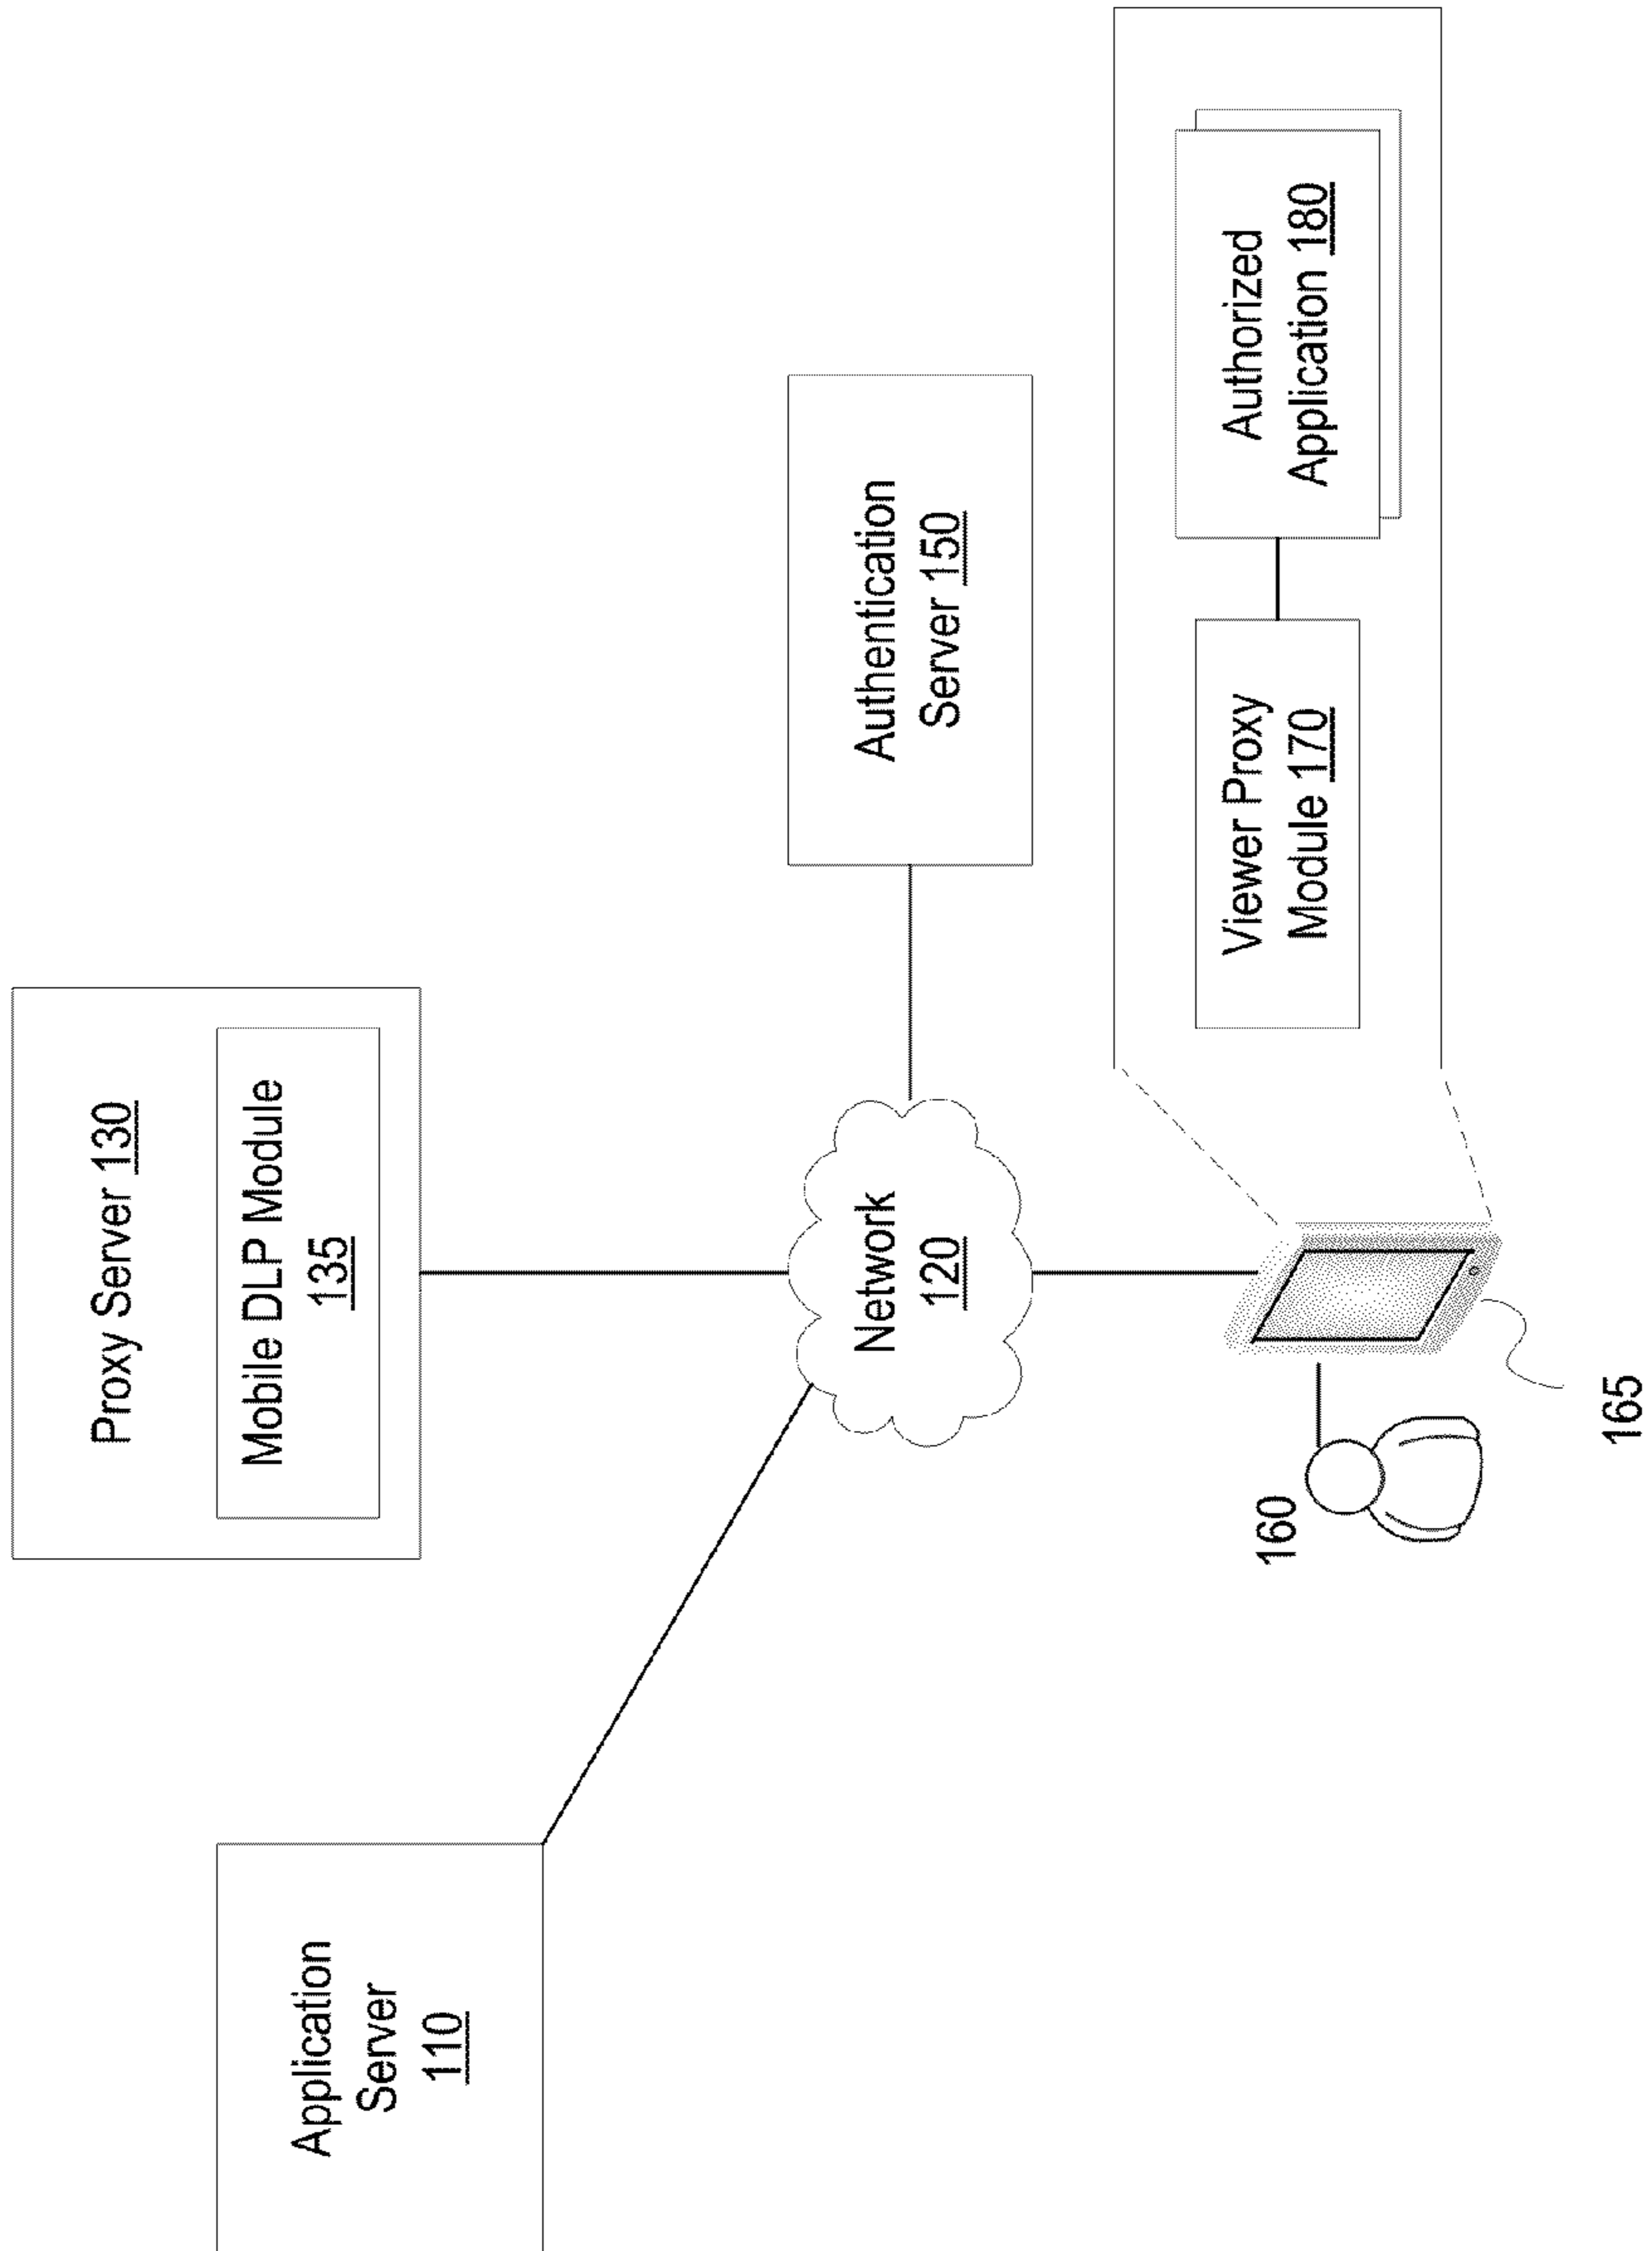 Proxy Server 130
Mobile DLP Module
135
Application
Server
110
Network
120
Authentication
Server 150
160
165
Viewer Proxy
Module 170
Authorized
Application 180